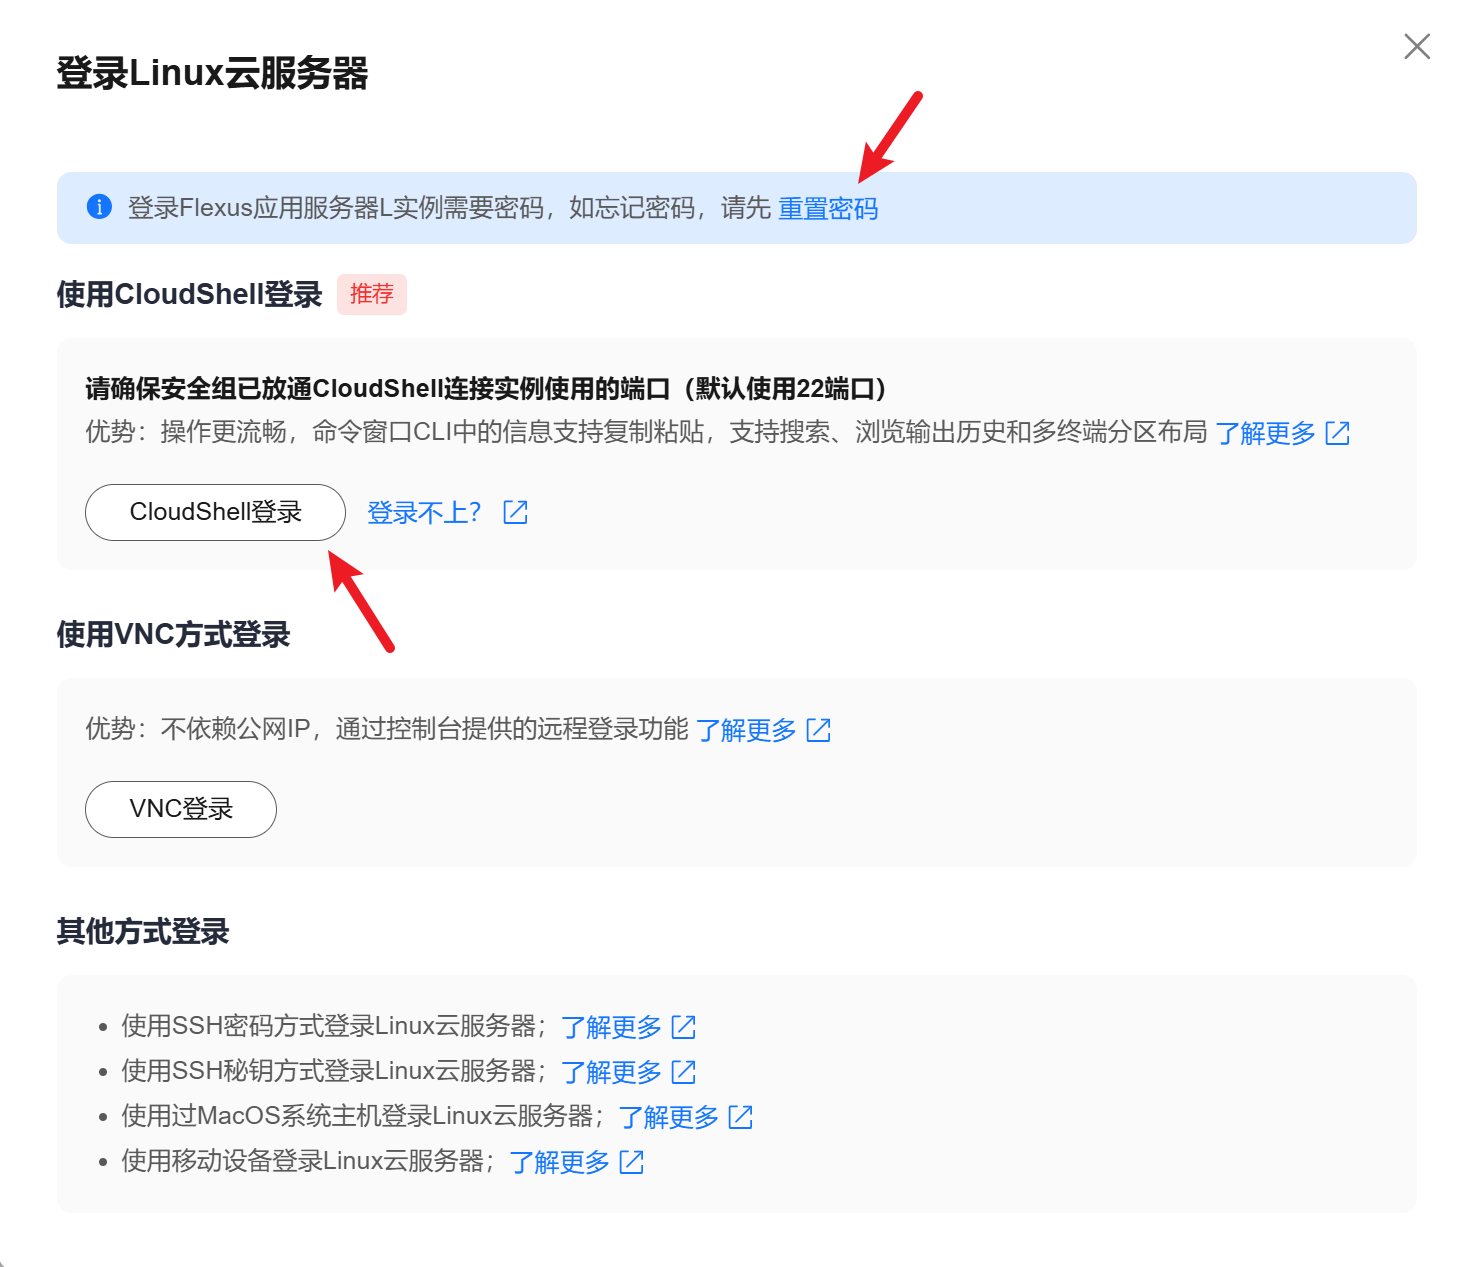 登录Linux云服务器
登录Flexus应用服务器L实例需要密码，如忘记密码，请先 重置密码
使用CloudShell登录 推荐
请确保安全组已放通CloudShell连接实例使用的端口（默认使用22端口）
优势：操作更流畅，命令窗口CLI中的信息支持复制粘贴，支持搜索、浏览输出历史和多终端分区布局 了解更多
CloudShell登录 登录不上？
使用VNC方式登录
优势：不依赖公网IP，通过控制台提供的远程登录功能 了解更多
VNC登录
其他方式登录
使用SSH密码方式登录Linux云服务器；了解更多
使用SSH秘钥方式登录Linux云服务器；了解更多
使用过MacOS系统主机登录Linux云服务器；了解更多
使用移动设备登录Linux云服务器；了解更多